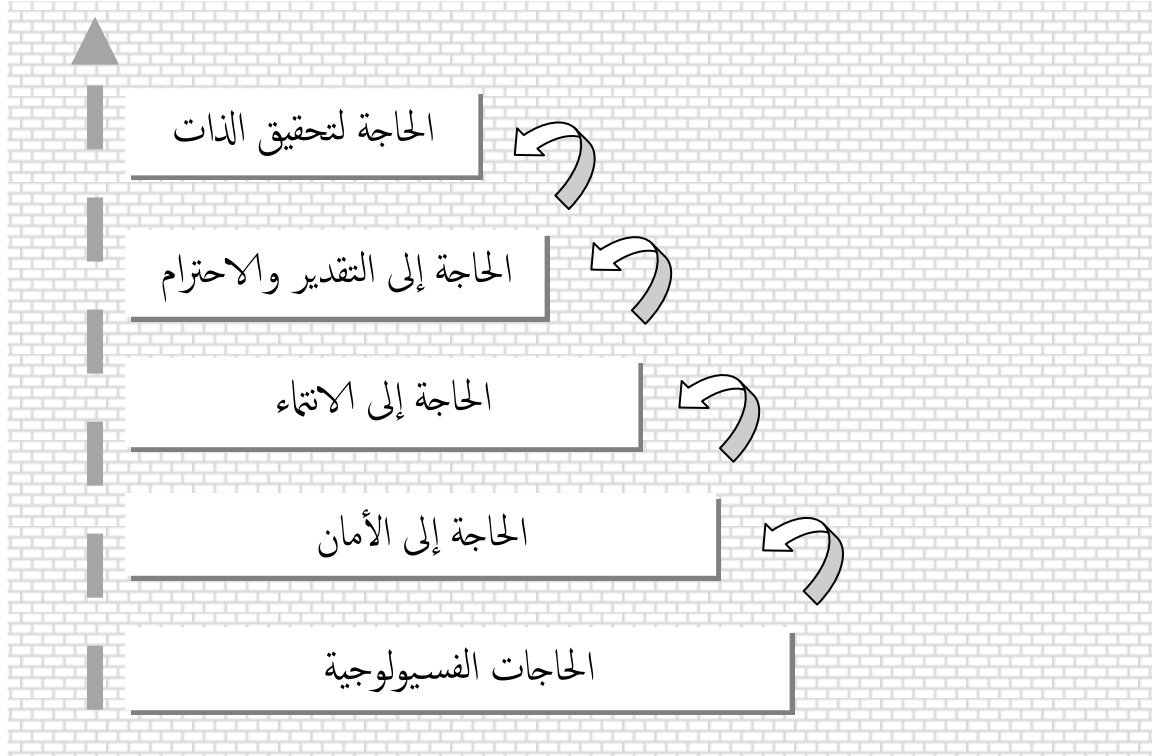 الحاجة لتحقيق الذات
الحاجة إلى التقدير والاحترام
الحاجة إلى الانتماء
الحاجة إلى الأمان
الحاجات الفسيولوجية